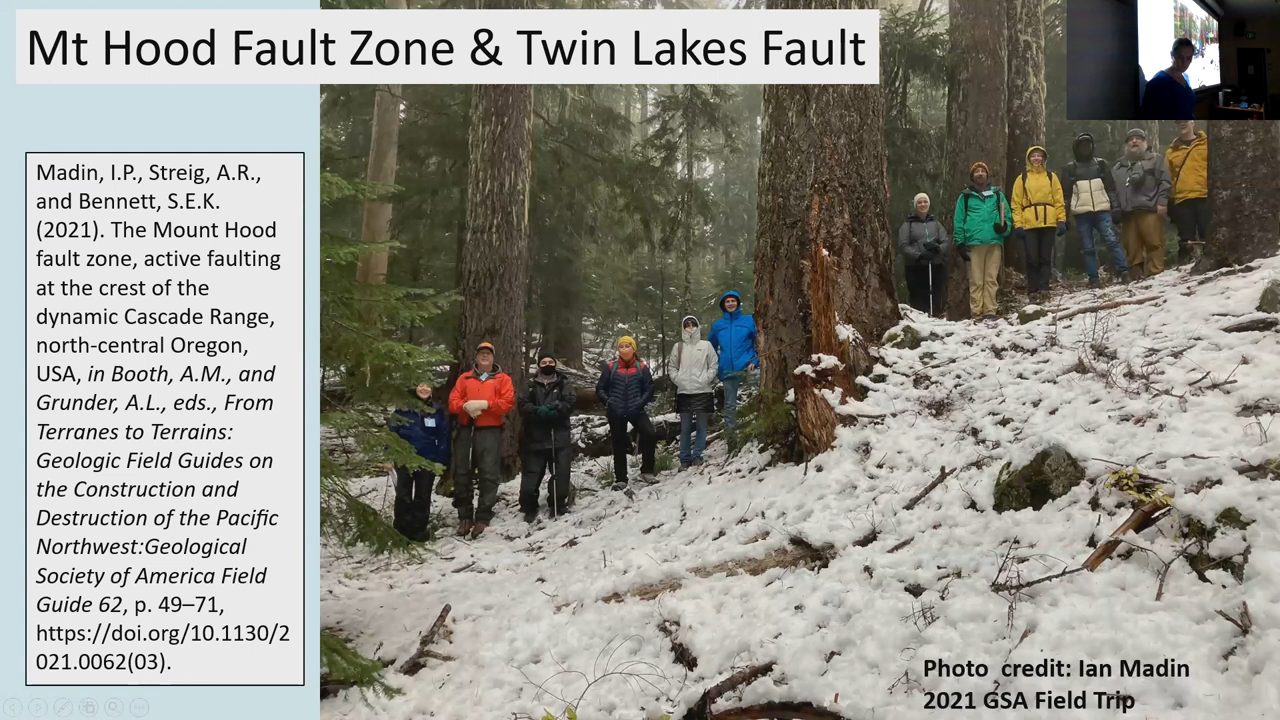 Mt Hood Fault Zone & Twin Lakes Fault
Madin, I.P., Streig, A.R.,
and Bennett, S.E.K.
(2021). The Mount Hood
fault zone, active faulting
at the crest of the
dynamic Cascade Range,
north-central Oregon,
USA, in Booth, A.M., and
Grunder, A.L., eds., From
Terranes to Terrains:
Geologic Field Guides on
the Construction and
Destruction of the Pacific
Northwest:Geological
Society of America Field
Guide 62, p. 49–71,
https://doi.org/10.1130/2
021.0062(03).
Photo  credit: Ian Madin
2021 GSA Field Trip